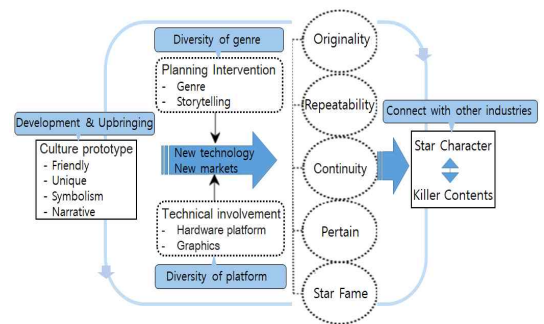 Diversity of genre
Planning Intervention
- Genre
- Storytelling
Development & Upbringing
Culture prototype
- Friendly
- Unique
- Symbolism
- Narrative
New technology
New markets
Technical involvement
- Hardware platform
- Graphics
Diversity of platform
Originality
Repeatability
Continuity
Pertain
Star Fame
Connect with other industries
Star Character
Killer Contents